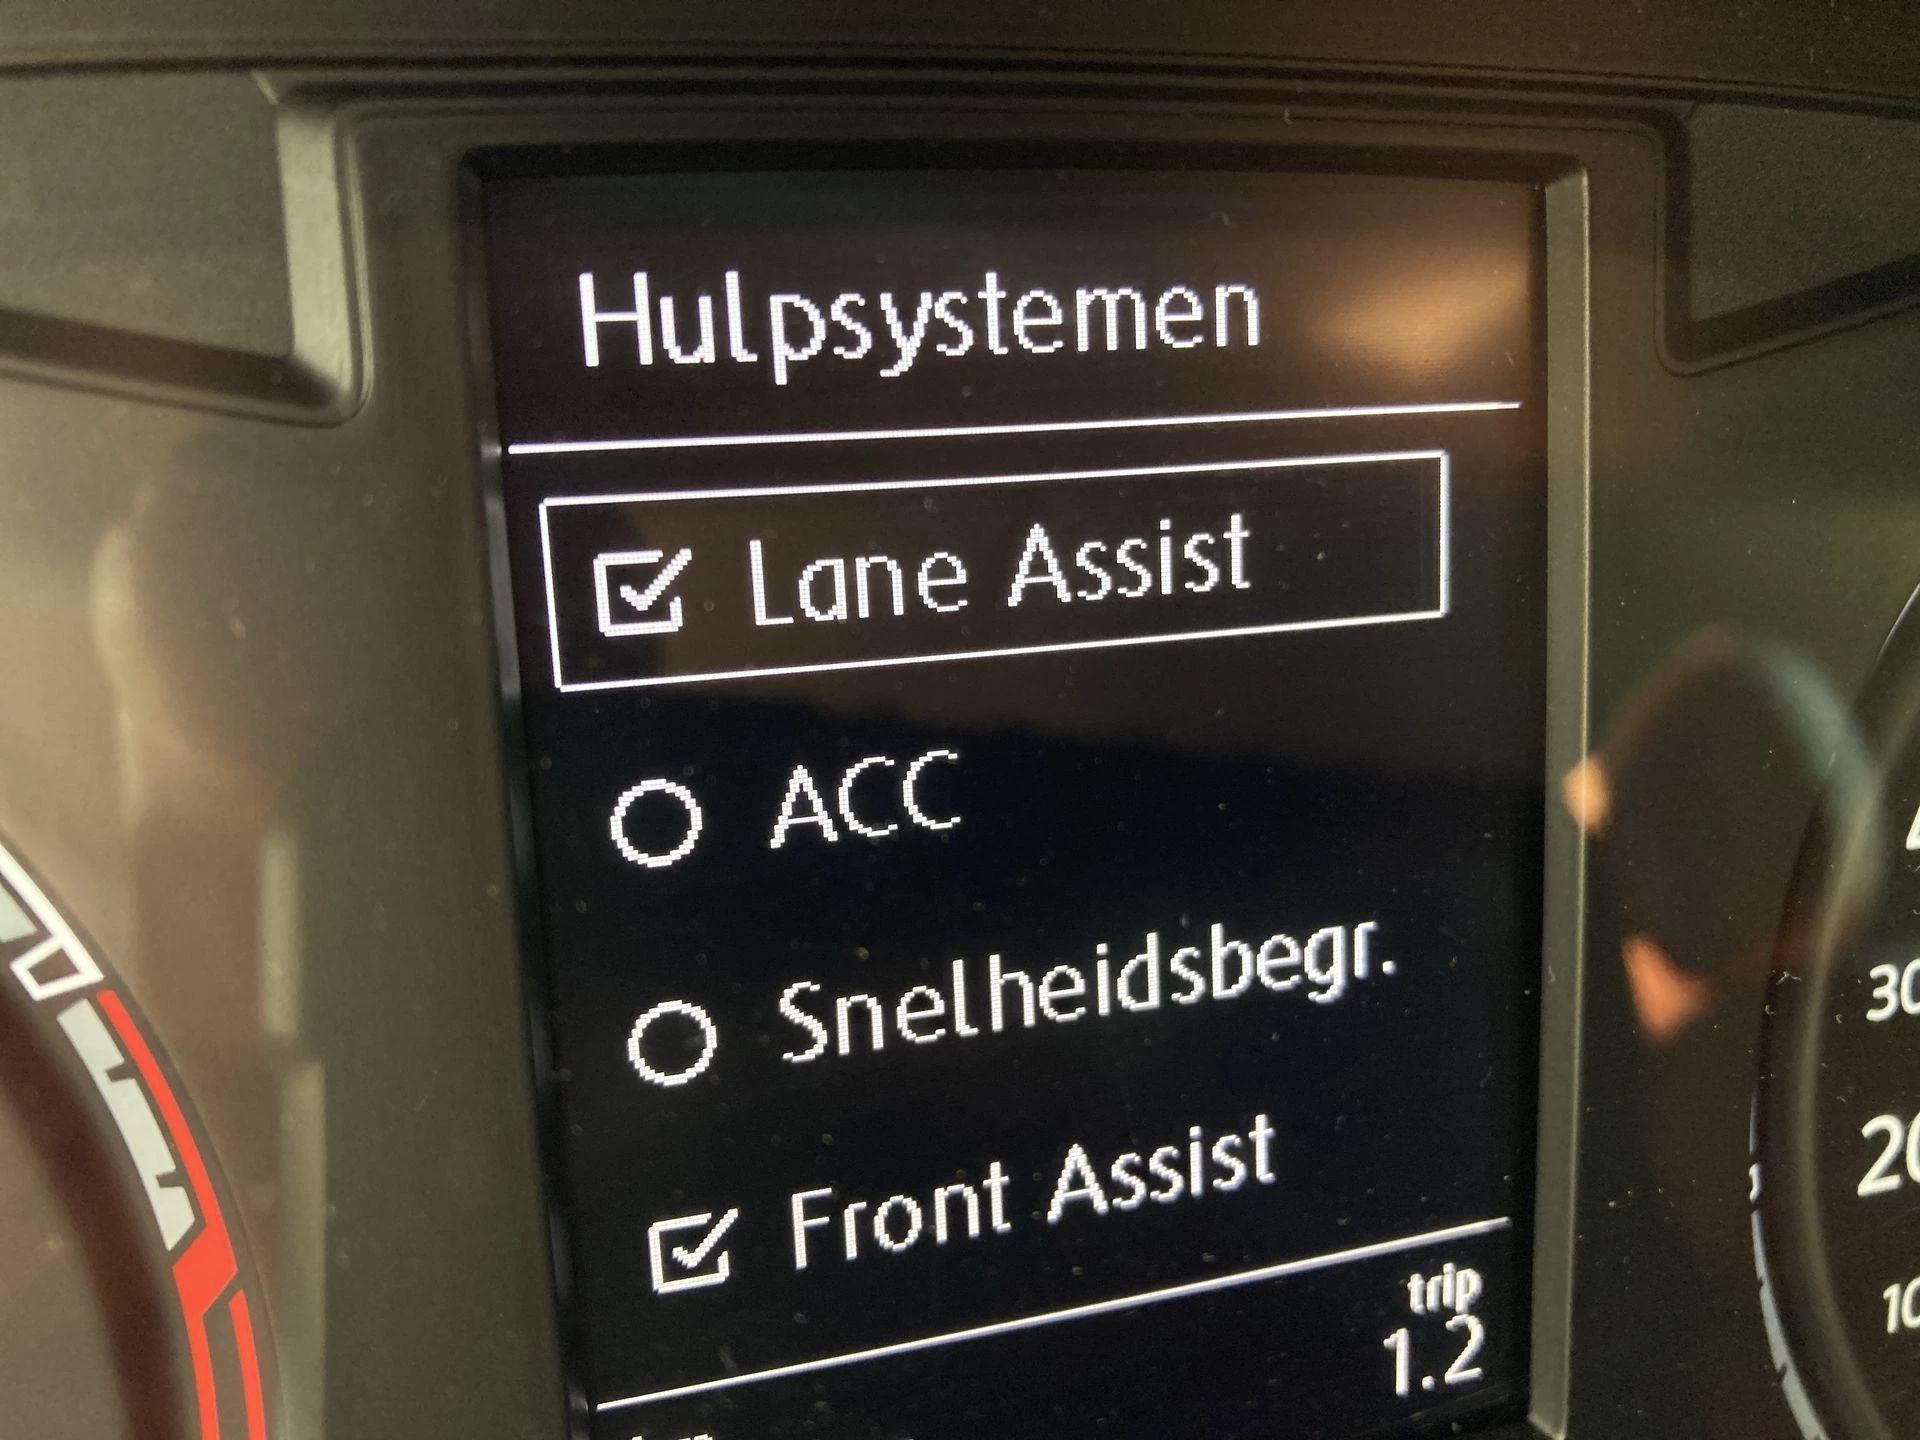 Hulpsystemen
Lane Assist
ACC
Snelheidsbegr.
Front Assist
trip
1.2